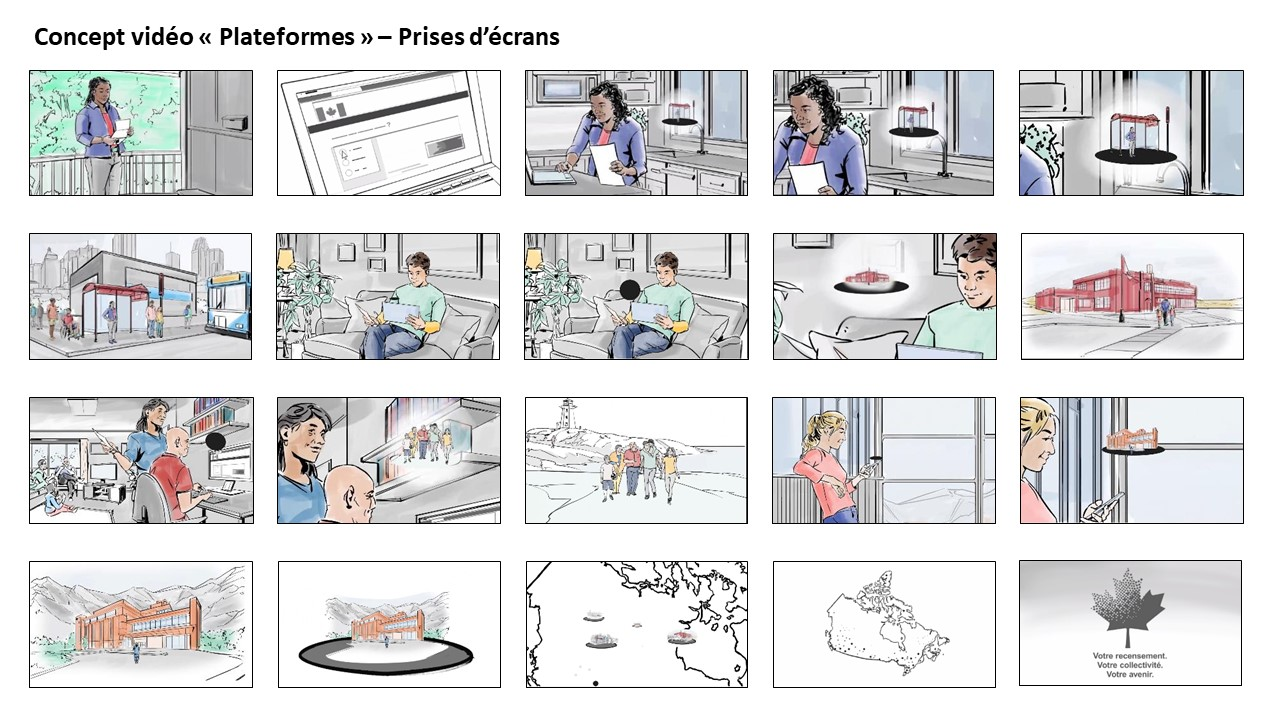 Concept vidéo « Plateformes » – Prises d’écrans
Votre recensement.
Votre collectivité.
Votre avenir.